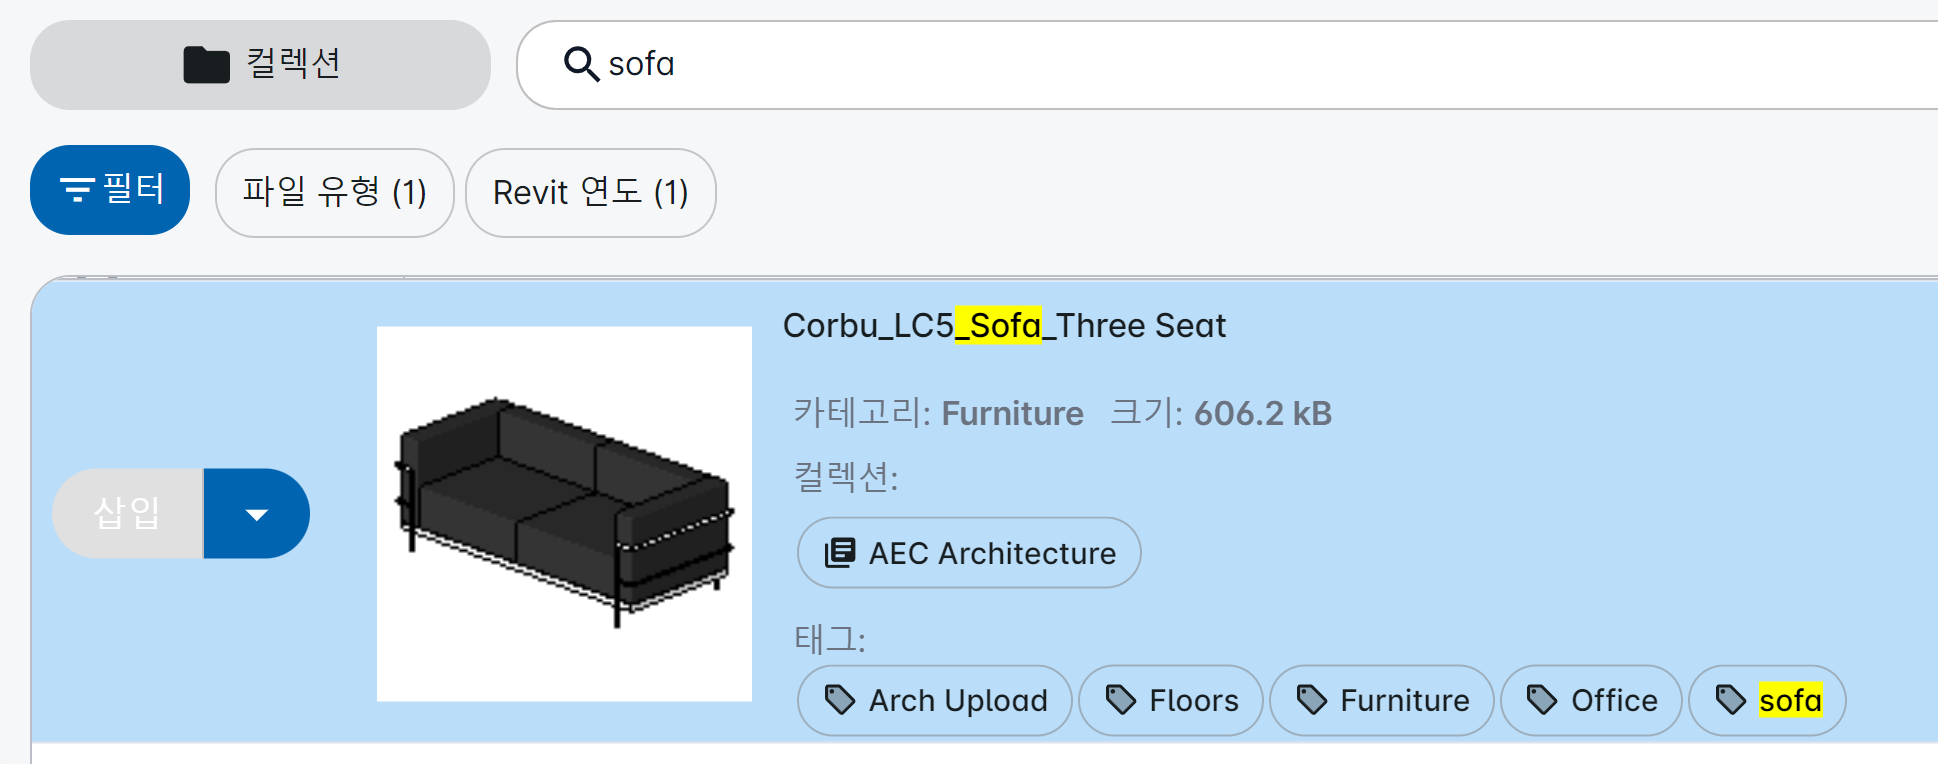 컬렉션
sofa
필터
파일 유형 (1)
Revit 연도 (1)
삽입
Corbu_LC5_Sofa_Three Seat
카테고리: Furniture 크기: 606.2 kB
컬렉션:
AEC Architecture
태그:
Arch Upload
Floors
Furniture
Office
sofa